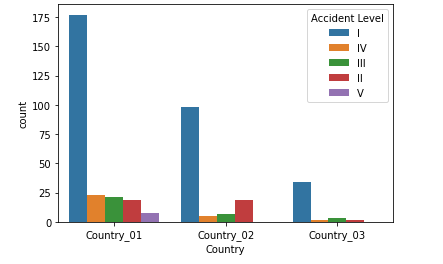 Accident Level
I
IV
III
II
V
175
150
125
100
75
50
25
0
count
Country_01 Country_02 Country_03
Country